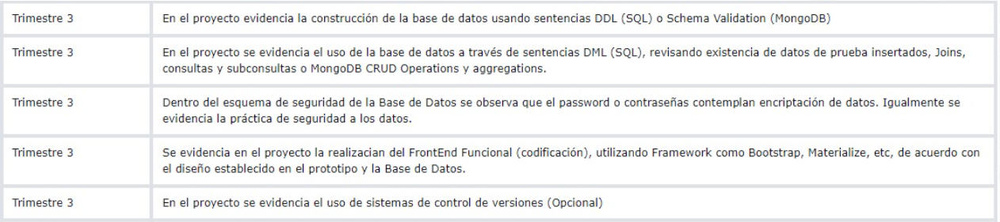 Trimestre 3
En el proyecto evidencia la construcción de la base de datos usando sentencias DDL (SQL) o Schema Validation (MongoDB)
Trimestre 3
En el proyecto se evidencia el uso de la base de datos a través de sentencias DML (SQL), revisando existencia de datos de prueba insertados, Joins,
consultas y subconsultas o MongoDB CRUD Operations y aggregations.
Trimestre 3
Dentro del esquema de seguridad de la Base de Datos se observa que el password o contraseñas contemplan encriptación de datos. Igualmente se
evidencia la práctica de seguridad a los datos.
Trimestre 3
Se evidencia en el proyecto la realizacian del FrontEnd Funcional (codificación), utilizando Framework como Bootstrap, Materialize, etc, de acuerdo con
el diseño establecido en el prototipo y la Base de Datos.
Trimestre 3
En el proyecto se evidencia el uso de sistemas de control de versiones (Opcional)